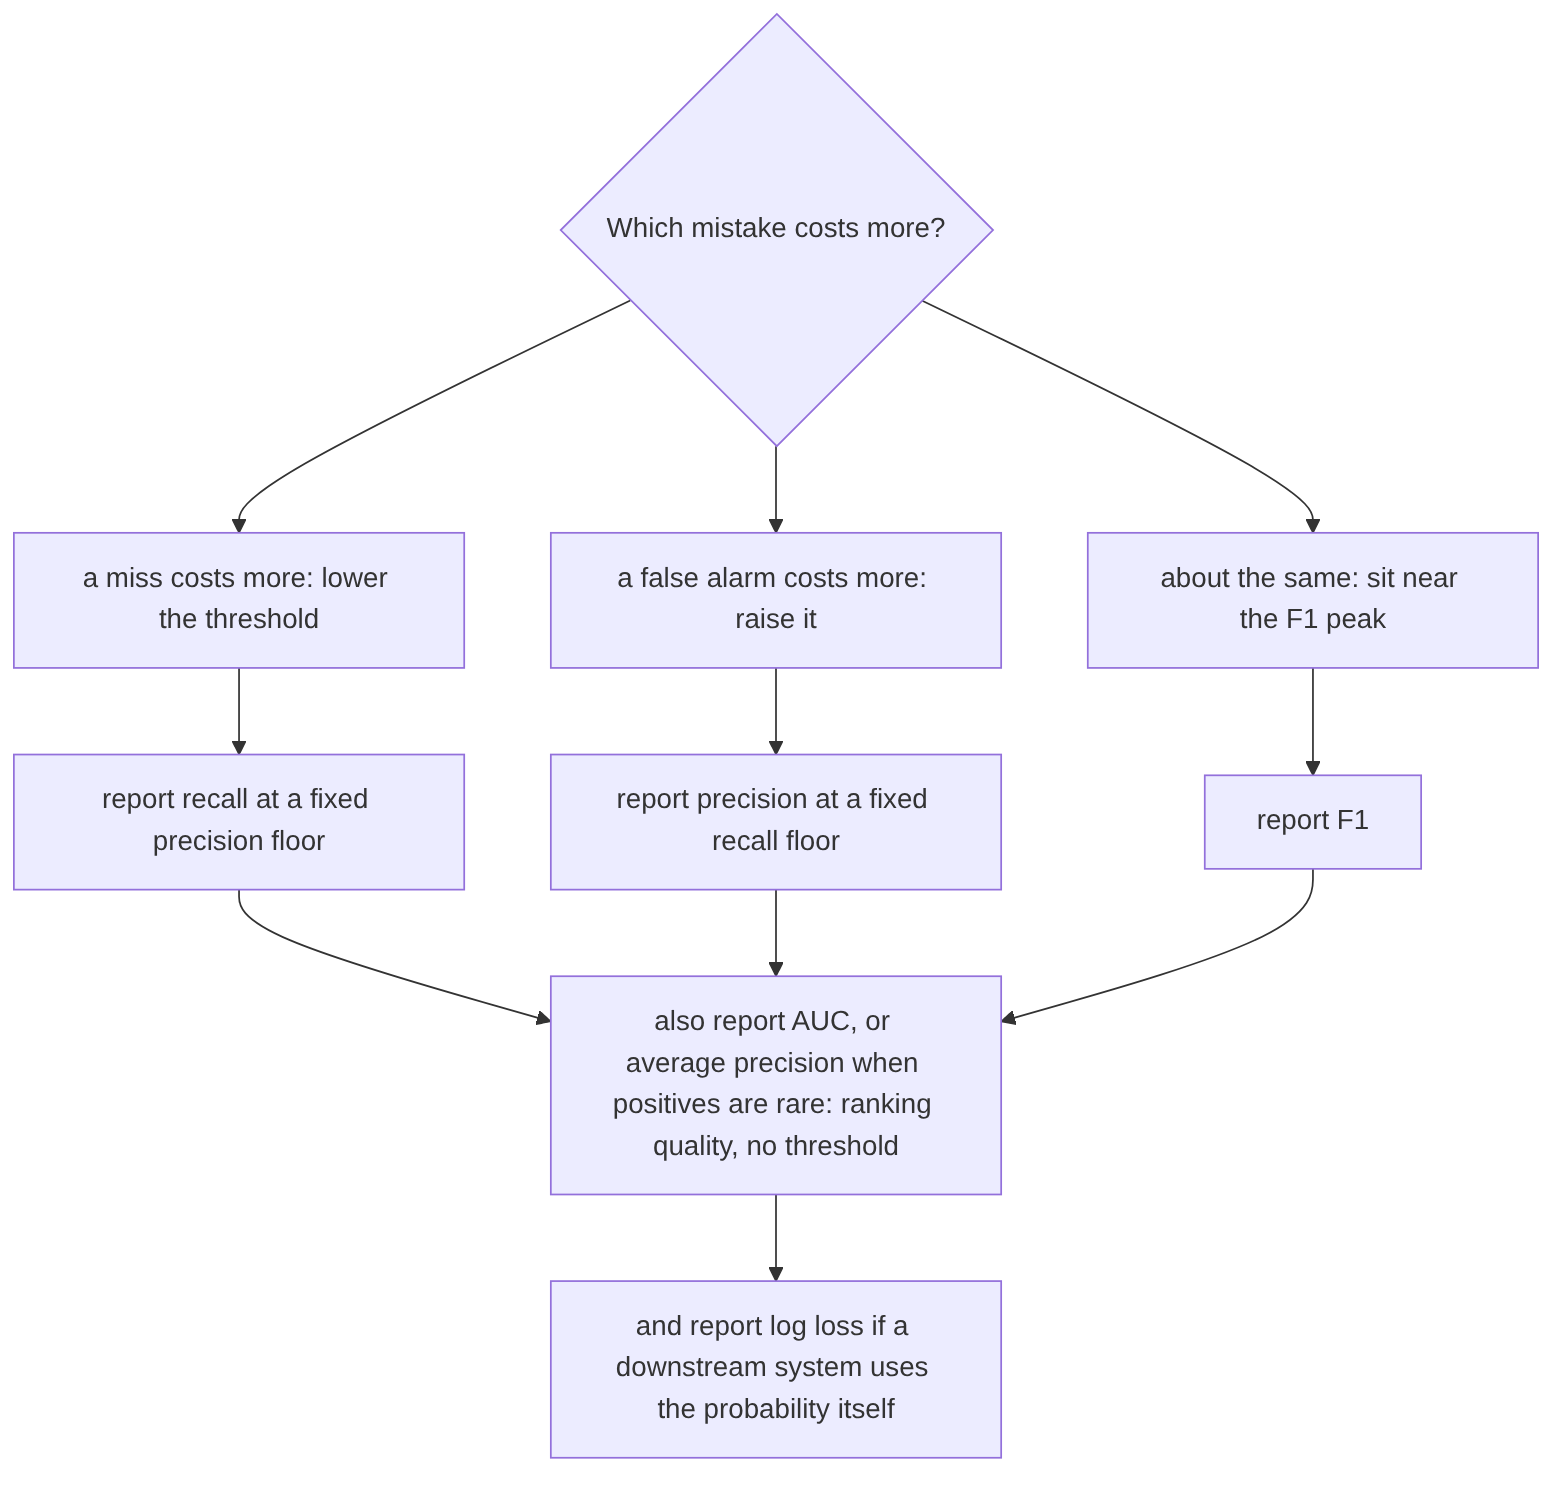 Which mistake costs more?
a miss costs more: lower
the threshold
a false alarm costs more:
raise it
about the same: sit near
the F1 peak
report recall at a fixed
precision floor
report precision at a fixed
recall floor
report F1
also report AUC, or
average precision when
positives are rare: ranking
quality, no threshold
and report log loss if a
downstream system uses
the probability itself